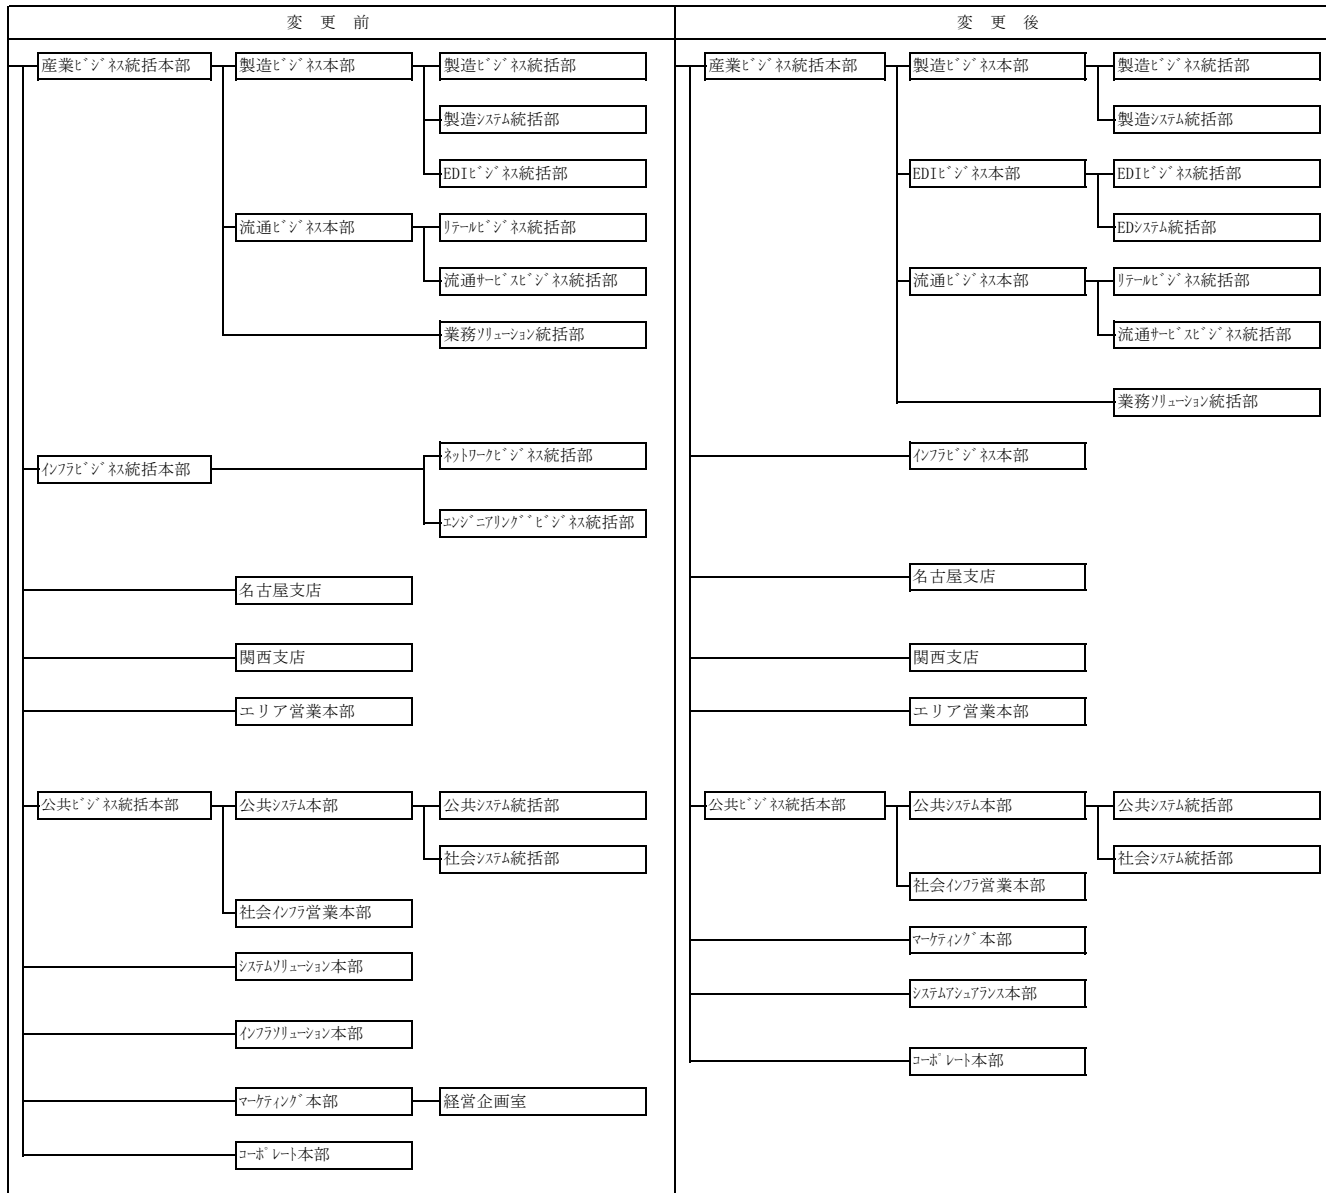 変 更 前
変 更 後
産業ﾋﾞｼﾞﾈｽ統括本部
製造ﾋﾞｼﾞﾈｽ本部
製造ﾋﾞｼﾞﾈｽ統括部
製造ｼｽﾃﾑ統括部
EDIﾋﾞｼﾞﾈｽ統括部
流通ﾋﾞｼﾞﾈｽ本部
ﾘﾃｰﾙﾋﾞｼﾞﾈｽ統括部
流通ｻｰﾋﾞｽﾋﾞｼﾞﾈｽ統括部
業務ｿﾘｭｰｼｮﾝ統括部
ｲﾝﾌﾗﾋﾞｼﾞﾈｽ統括本部
ﾈｯﾄﾜｰｸﾋﾞｼﾞﾈｽ統括部
ｴﾝｼﾞﾆｱﾘﾝｸﾞﾞﾋﾞｼﾞﾈｽ統括部
名古屋支店
関西支店
エリア営業本部
公共ﾋﾞｼﾞﾈｽ統括本部
公共ｼｽﾃﾑ本部
公共ｼｽﾃﾑ統括部
社会ｼｽﾃﾑ統括部
社会ｲﾝﾌﾗ営業本部
ｼｽﾃﾑｿﾘｭｰｼｮﾝ本部
ｲﾝﾌﾗｿﾘｭｰｼｮﾝ本部
ﾏｰｹﾃｨﾝｸﾞ本部
経営企画室
ｺｰﾎﾟﾚｰﾄ本部
産業ﾋﾞｼﾞﾈｽ統括本部
製造ﾋﾞｼﾞﾈｽ本部
製造ﾋﾞｼﾞﾈｽ統括部
製造ｼｽﾃﾑ統括部
EDIﾋﾞｼﾞﾈｽ本部
EDIﾋﾞｼﾞﾈｽ統括部
EDｼｽﾃﾑ統括部
流通ﾋﾞｼﾞﾈｽ本部
ﾘﾃｰﾙﾋﾞｼﾞﾈｽ統括部
流通ｻｰﾋﾞｽﾋﾞｼﾞﾈｽ統括部
業務ｿﾘｭｰｼｮﾝ統括部
ｲﾝﾌﾗﾋﾞｼﾞﾈｽ本部
名古屋支店
関西支店
エリア営業本部
公共ﾋﾞｼﾞﾈｽ統括本部
公共ｼｽﾃﾑ本部
公共ｼｽﾃﾑ統括部
社会ｼｽﾃﾑ統括部
社会ｲﾝﾌﾗ営業本部
ﾏｰｹﾃｨﾝｸﾞ本部
ｼｽﾃﾑｱｼｭｱﾗﾝｽ本部
ｺｰﾎﾟﾚｰﾄ本部